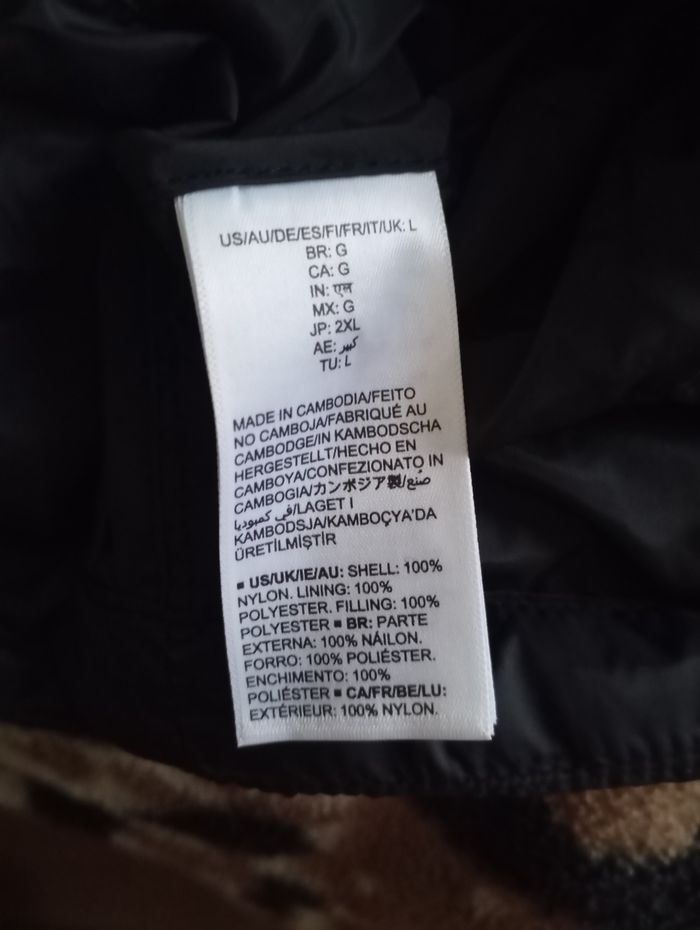 US/AU/DE/ES/FI/FR/IT/UK: L
BR: G
CA: G
IN: एल
MX: G
JP: 2XL
AE: كبير
TU: L
MADE IN CAMBODIA/FEITO
NO CAMBOJA/FABRIQUÉ AU
CAMBODGE/IN KAMBODSCHA
HERGESTELLT/HECHO EN
CAMBOYA/CONFEZIONATO IN
CAMBOGIA/カンボジア製/صُنع
في كمبوديا/LAGET I
KAMBODSJA/KAMBOÇYA'DA
ÜRETİLMİŞTİR
▪ US/UK/IE/AU: SHELL: 100%
NYLON. LINING: 100%
POLYESTER. FILLING: 100%
POLYESTER ▪ BR: PARTE
EXTERNA: 100% NÁILON.
FORRO: 100% POLIÉSTER.
ENCHIMENTO: 100%
POLIÉSTER ▪ CA/FR/BE/LU:
EXTÉRIEUR: 100% NYLON.